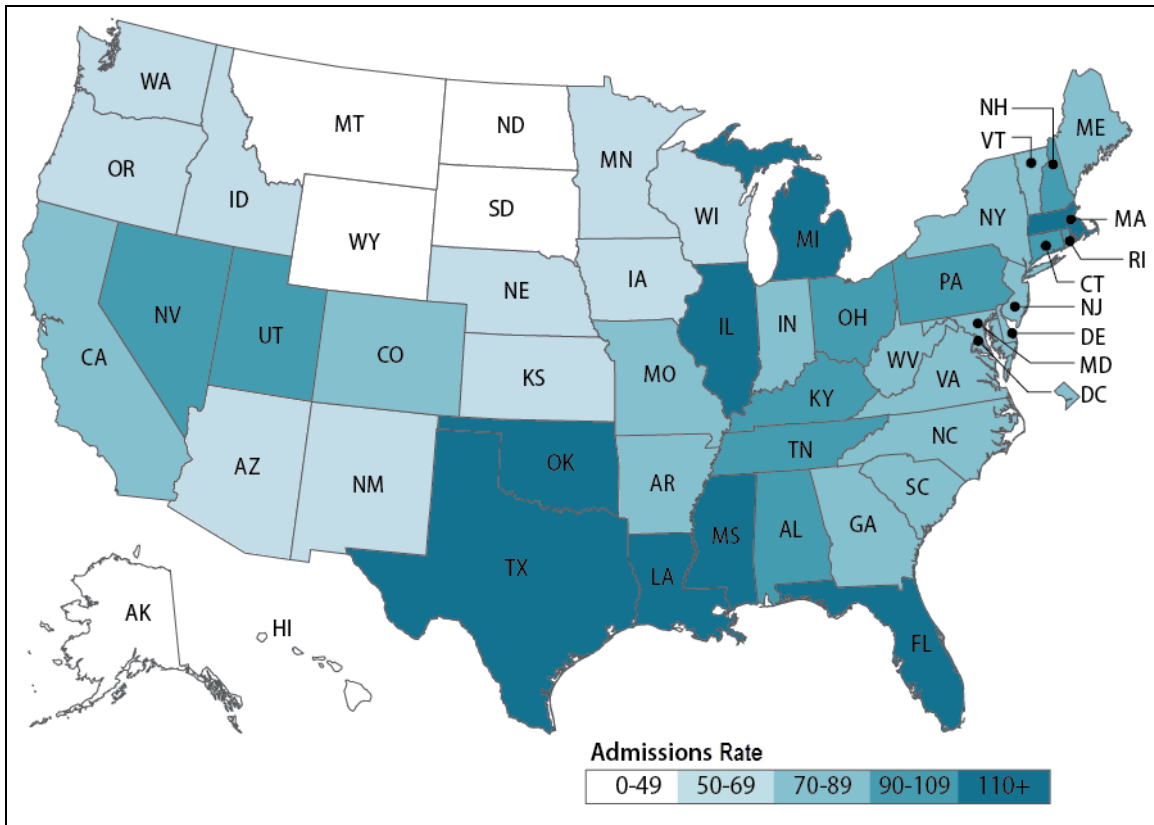 WA
MT
ND
MN
NH
VT
ME
OR
ID
SD
WI
NY
MA
WY
MI
RI
CT
NE
IA
PA
NJ
NV
UT
CO
IL
IN
OH
DE
CA
KS
MO
WV
VA
MD
DC
KY
AZ
NM
OK
AR
TN
NC
SC
TX
LA
MS
AL
GA
AK
HI
FL
Admissions Rate
0-49 50-69 70-89 90-109 110+